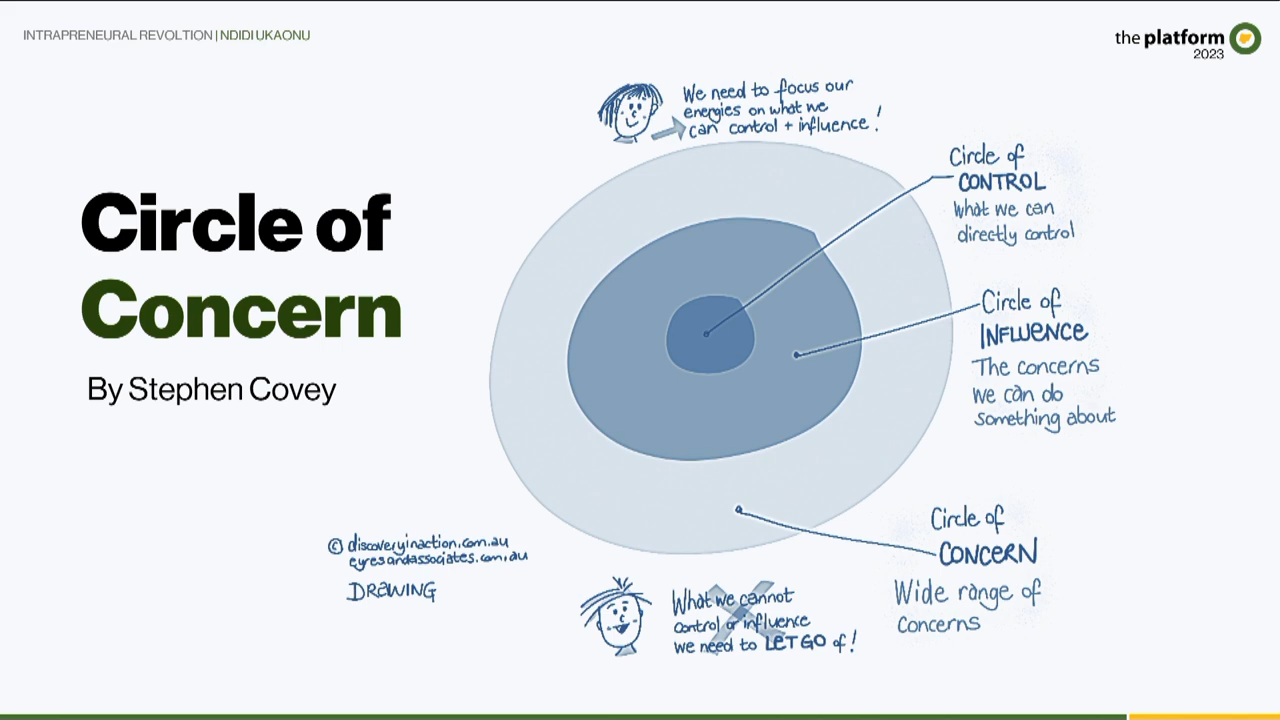 INTRAPRENEURAL REVOLTION | NDIDI UKAONU
the platform
2023
Circle of
Concern
By Stephen Covey
We need to focus our
energies on what we
can control + influence!
Circle of
CONTROL
What we can
directly control
Circle of
INFLUENCE
The concerns
we can do
something about
Circle of
CONCERN
Wide range of
concerns
© discoveryinaction.com.au
eyresandassociates.com.au
DRAWING
What we cannot
control or influence
we need to LET GO of!